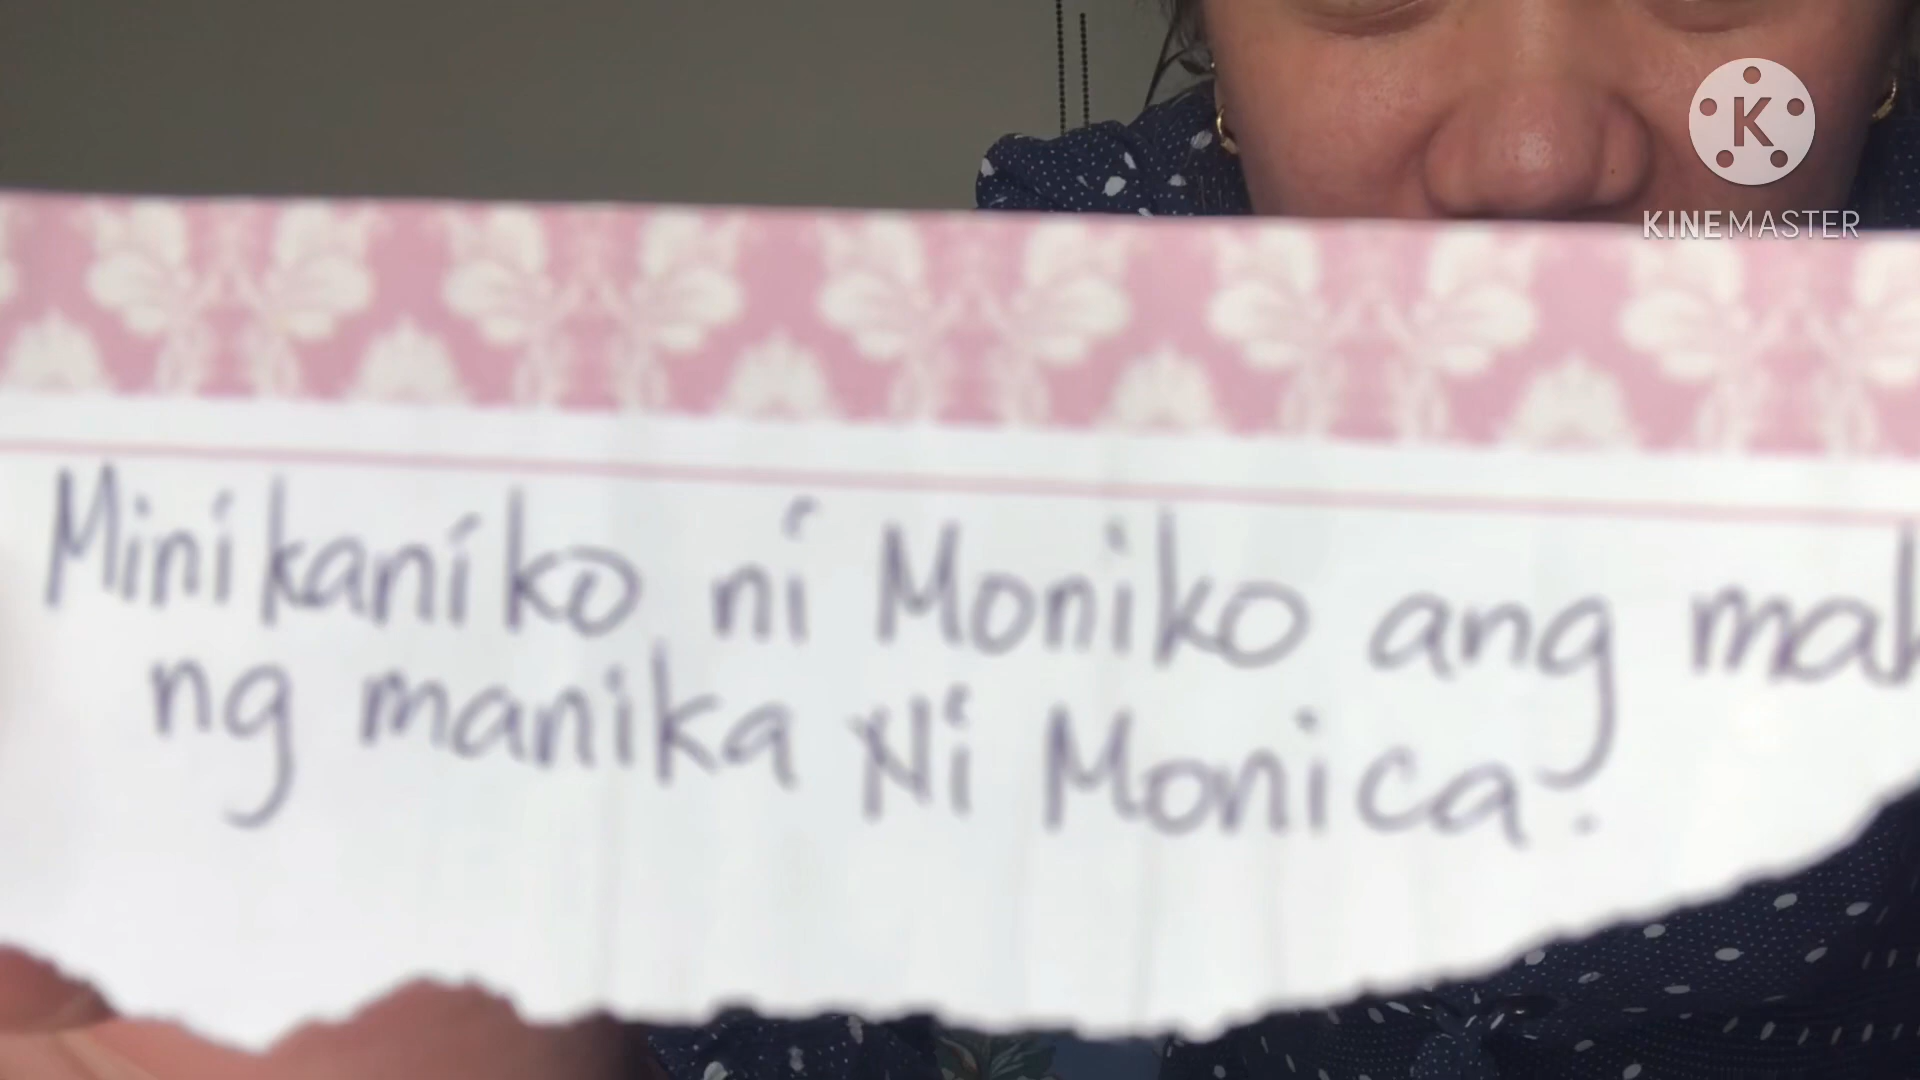 K
KINEMASTER
Minikaniko ni Moniko ang
ng manika Ni Monica.